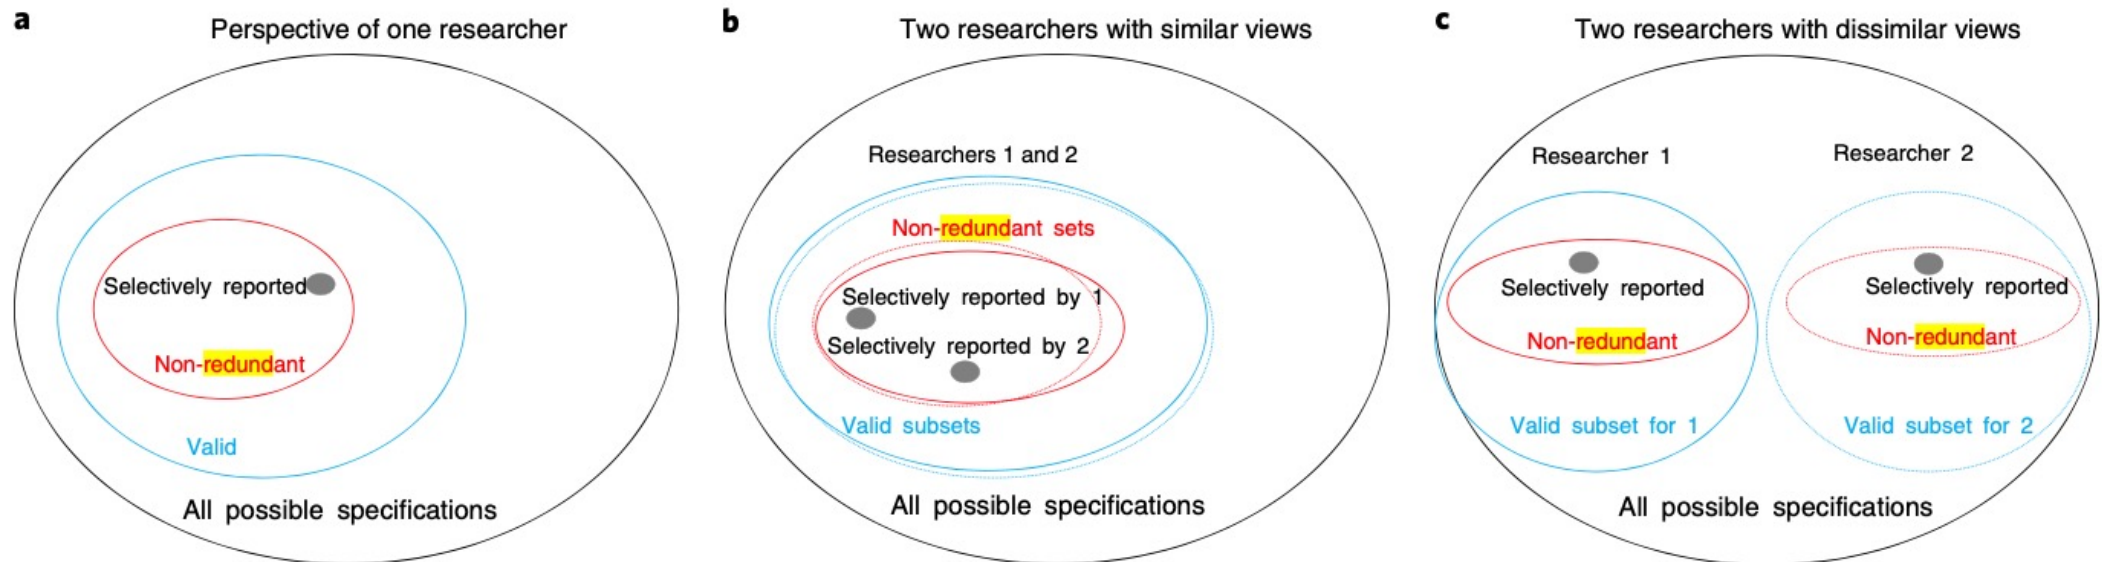 a
Perspective of one researcher
Selectively reported
Non-redundant
Valid
All possible specifications
b
Two researchers with similar views
Researchers 1 and 2
Non-redundant sets
Selectively reported by 1
Selectively reported by 2
Valid subsets
All possible specifications
c
Two researchers with dissimilar views
Researcher 1
Researcher 2
Selectively reported
Selectively reported
Non-redundant
Non-redundant
Valid subset for 1
Valid subset for 2
All possible specifications